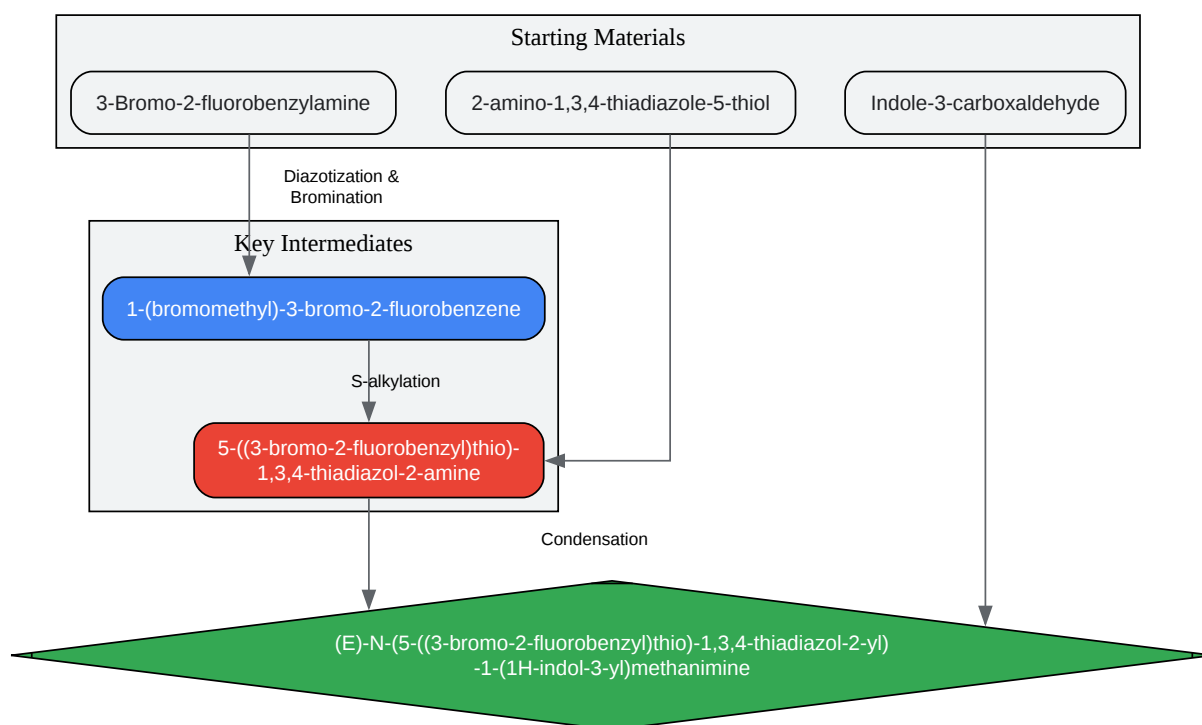 Starting Materials
3-Bromo-2-fluorobenzylamine
2-amino-1,3,4-thiadiazole-5-thiol
Indole-3-carboxaldehyde
Diazotization &
Bromination
Key Intermediates
1-(bromomethyl)-3-bromo-2-fluorobenzene
S-alkylation
5-((3-bromo-2-fluorobenzyl)thio)-
1,3,4-thiadiazol-2-amine
Condensation
(E)-N-(5-((3-bromo-2-fluorobenzyl)thio)-1,3,4-thiadiazol-2-yl)
-1-(1H-indol-3-yl)methanimine